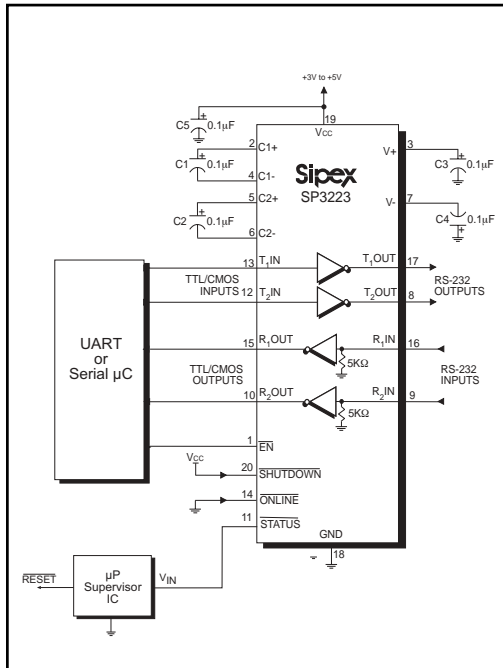 +3V to +5V
19
VCC
C5
+
0.1µF
2
C1+
C1
+
0.1µF
4
C1-
5
C2+
C2
+
0.1µF
6
C2-
Sipex
SP3223
V+
3
C3
+
0.1µF
V-
7
C4
+
0.1µF
UART
or
Serial µC
TTL/CMOS
INPUTS
13
T1IN
T1OUT
17
12
T2IN
T2OUT
8
RS-232
OUTPUTS
TTL/CMOS
OUTPUTS
15
R1OUT
R1IN
16
5KΩ
10
R2OUT
R2IN
9
5KΩ
RS-232
INPUTS
1
EN
VCC
20
SHUTDOWN
14
ONLINE
11
STATUS
GND
18
RESET
µP
Supervisor
IC
VIN